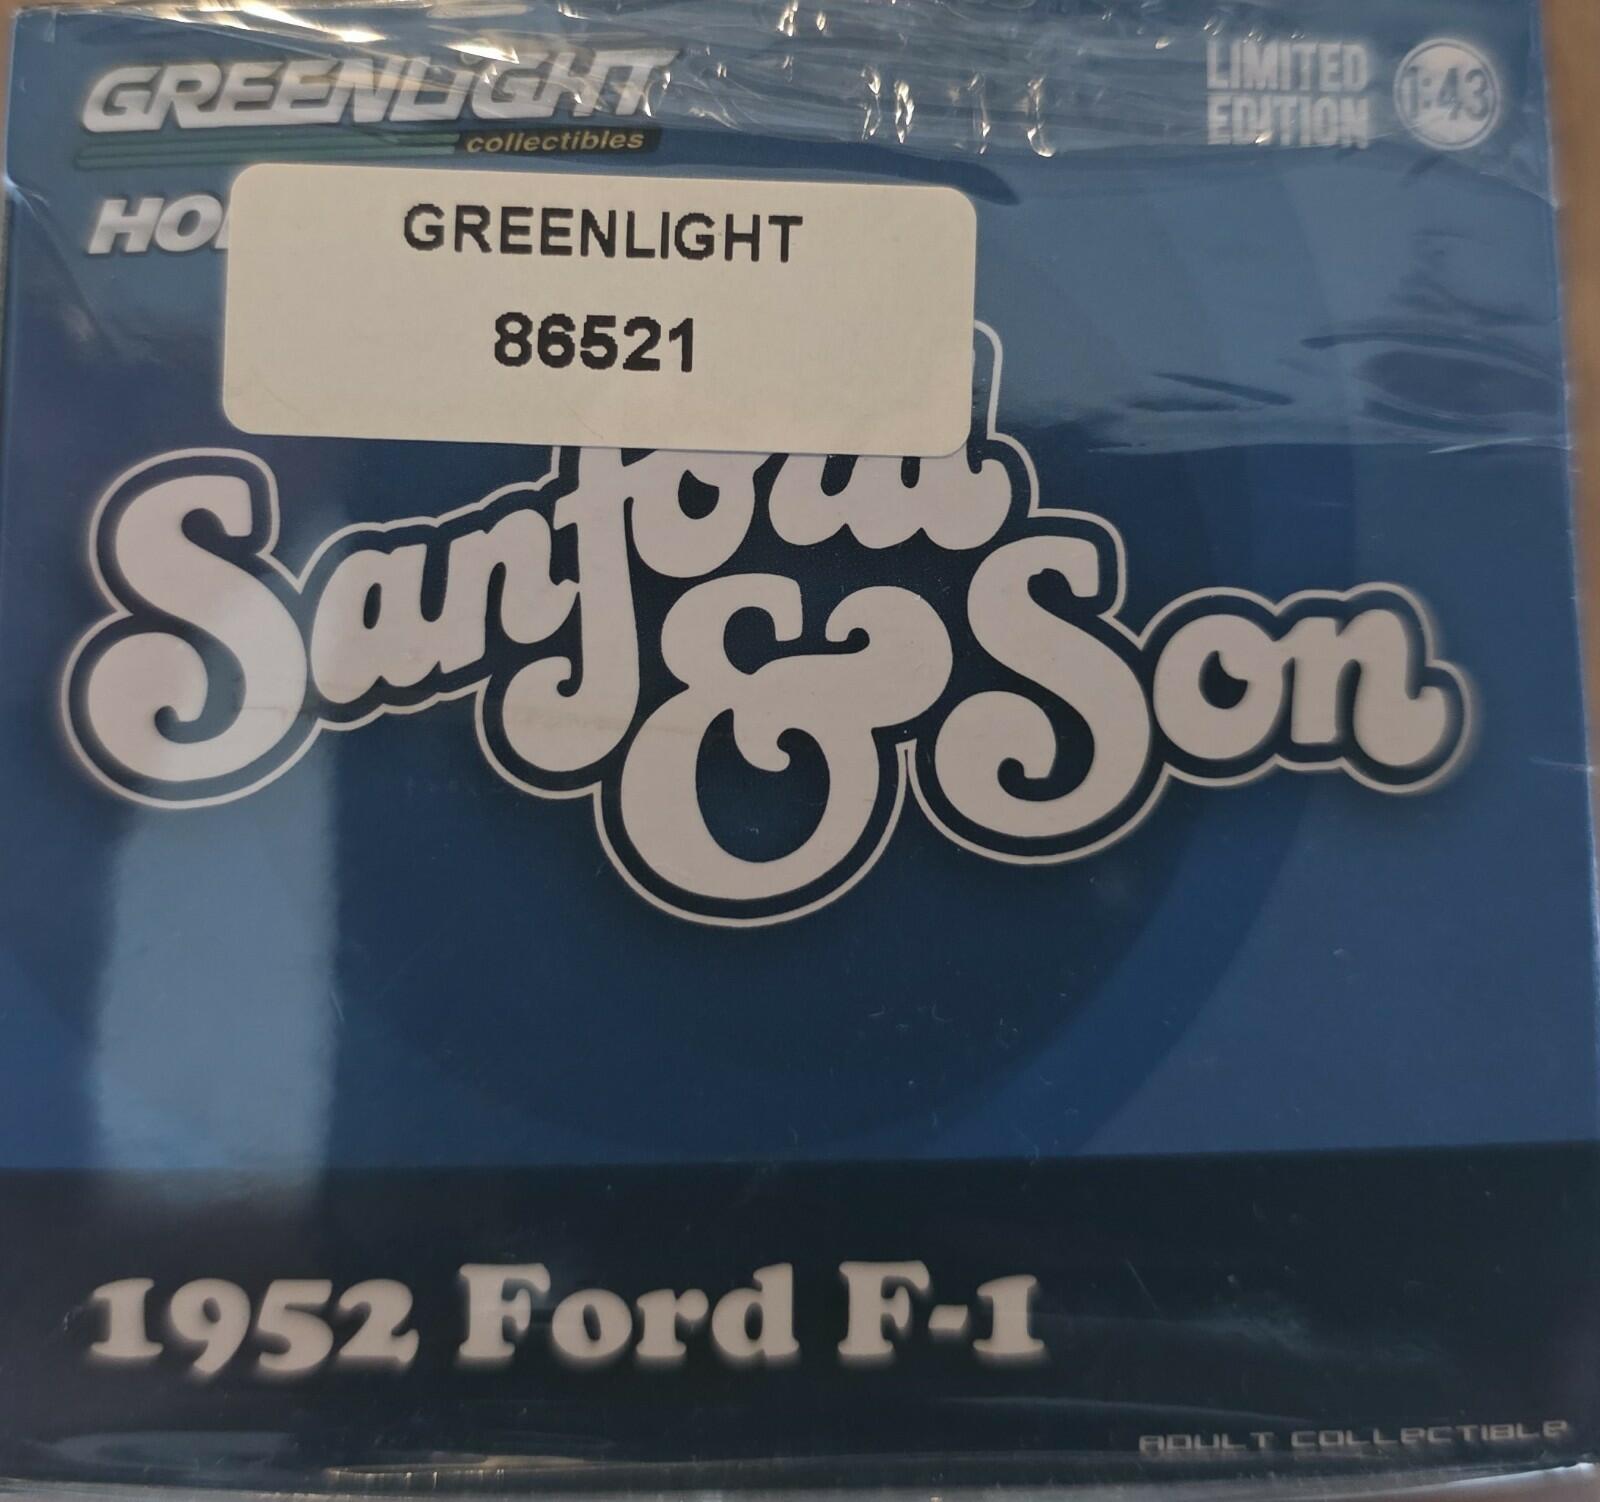 GREENLIGHT
collectibles
LIMITED
EDITION
1:43
GREENLIGHT
86521
Sanford
& Son
1952 Ford F-1
ADULT COLLECTIBLE